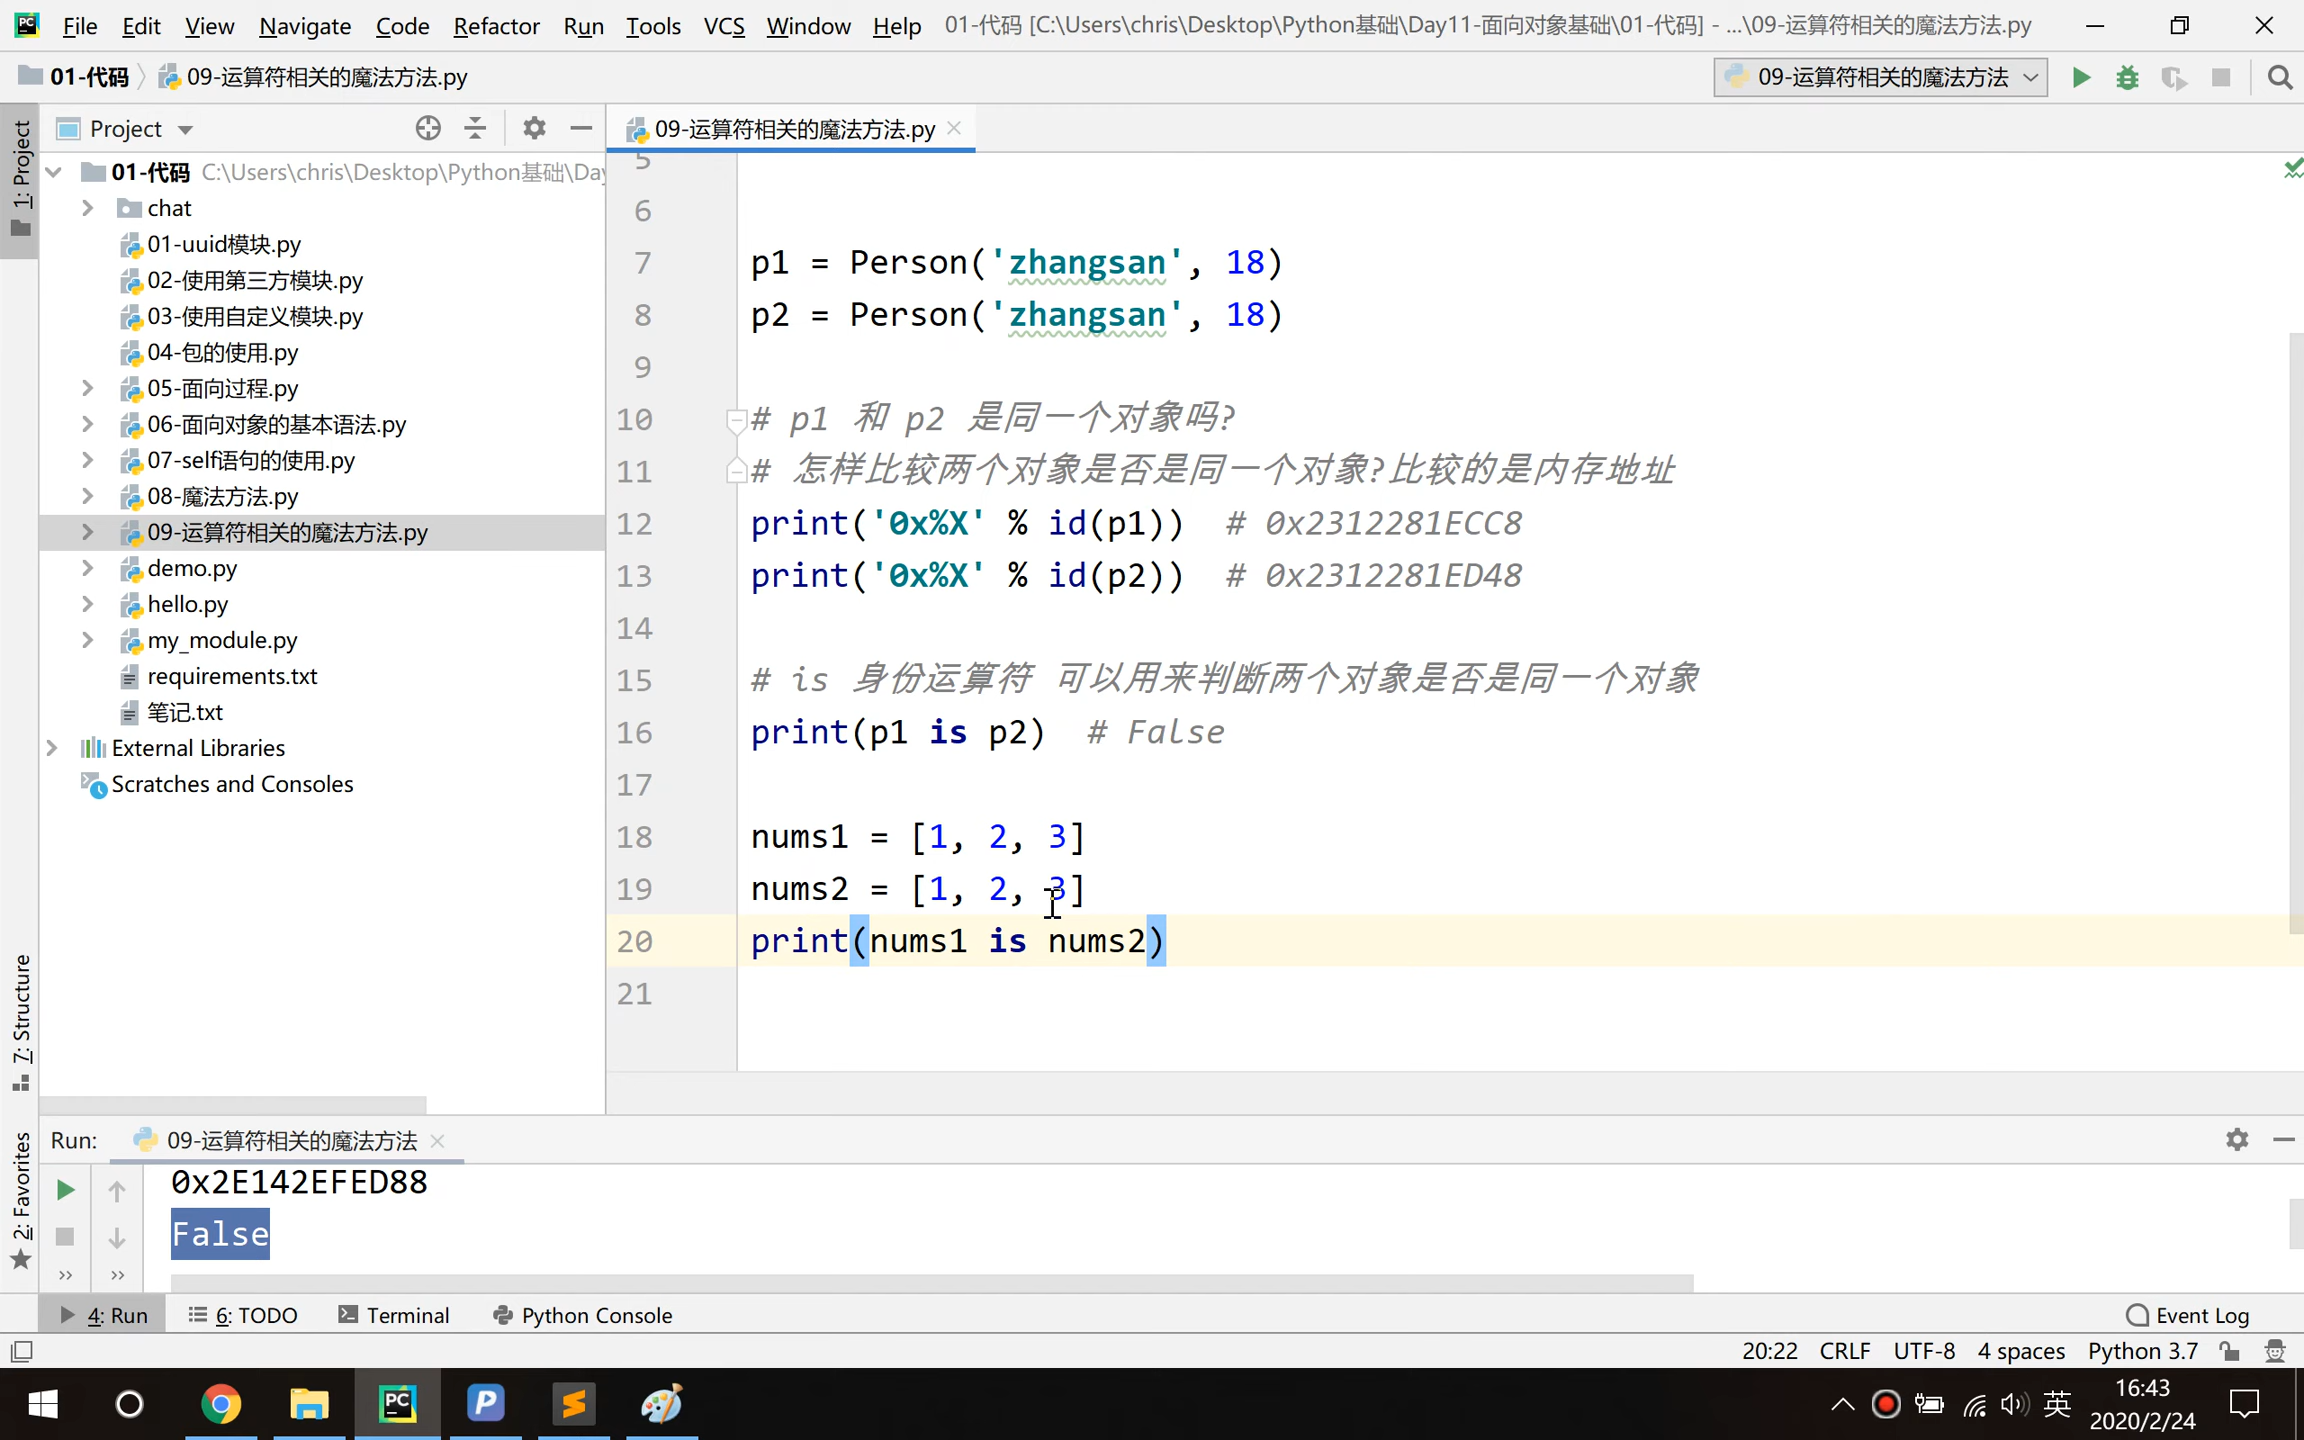 File Edit View Navigate Code Refactor Run Tools VCS Window Help 01-代码 [C:\Users\chris\Desktop\Python基础\Day11-面向对象基础\01-代码] - ...\09-运算符相关的魔法方法.py
01-代码 09-运算符相关的魔法方法.py 09-运算符相关的魔法方法
1: Project
Project
09-运算符相关的魔法方法.py
01-代码 C:\Users\chris\Desktop\Python基础\Day
chat
01-uuid模块.py
02-使用第三方模块.py
03-使用自定义模块.py
04-包的使用.py
05-面向过程.py
06-面向对象的基本语法.py
07-self语句的使用.py
08-魔法方法.py
09-运算符相关的魔法方法.py
demo.py
hello.py
my_module.py
requirements.txt
笔记.txt
External Libraries
Scratches and Consoles
5
6
7 p1 = Person('zhangsan', 18)
8 p2 = Person('zhangsan', 18)
9
10 # p1 和 p2 是同一个对象吗?
11 # 怎样比较两个对象是否是同一个对象?比较的是内存地址
12 print('0x%X' % id(p1)) # 0x2312281ECC8
13 print('0x%X' % id(p2)) # 0x2312281ED48
14
15 # is 身份运算符 可以用来判断两个对象是否是同一个对象
16 print(p1 is p2) # False
17
18 nums1 = [1, 2, 3]
19 nums2 = [1, 2, 3]
20 print(nums1 is nums2)
21
7: Structure
2: Favorites
Run: 09-运算符相关的魔法方法
0x2E142EFED88
False
4: Run 6: TODO Terminal Python Console Event Log
20:22 CRLF UTF-8 4 spaces Python 3.7
英 16:43
2020/2/24